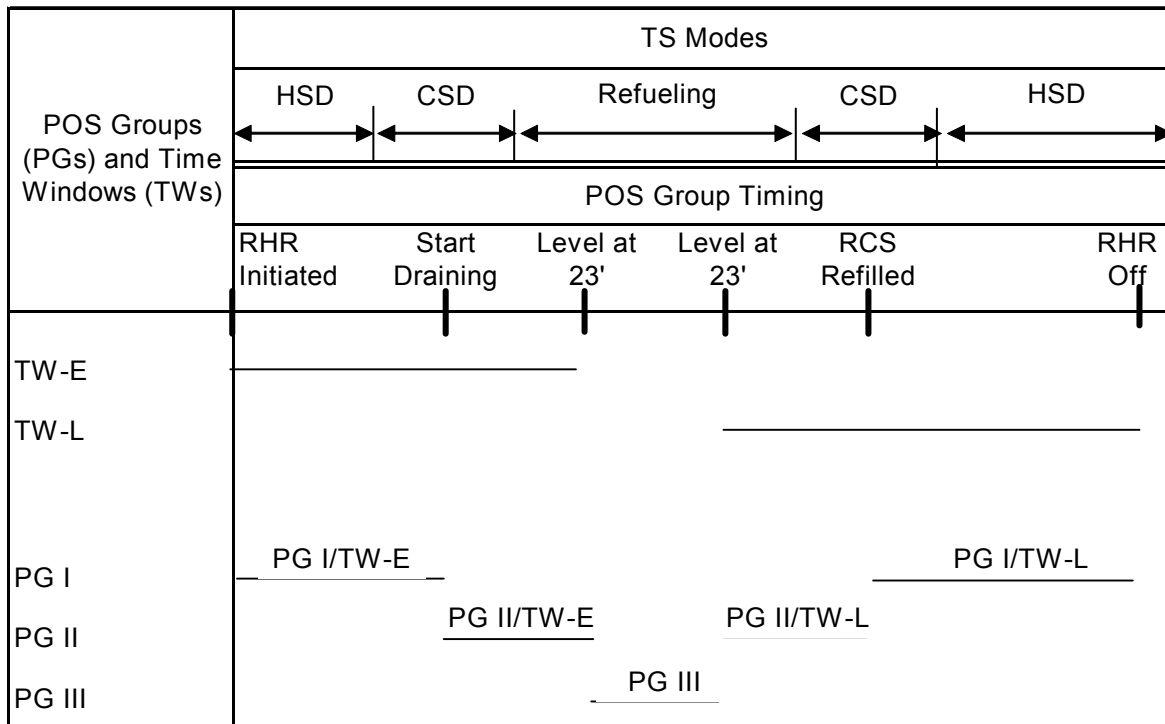 POS Groups
(PGs) and Time
Windows (TWs)
TS Modes
HSD CSD Refueling CSD HSD
POS Group Timing
RHR Start Level at Level at RCS RHR
Initiated Draining 23' 23' Refilled Off
TW-E
TW-L
PG I/TW-E PG I/TW-L
PG I
PG II/TW-E PG II/TW-L
PG II
PG III
PG III